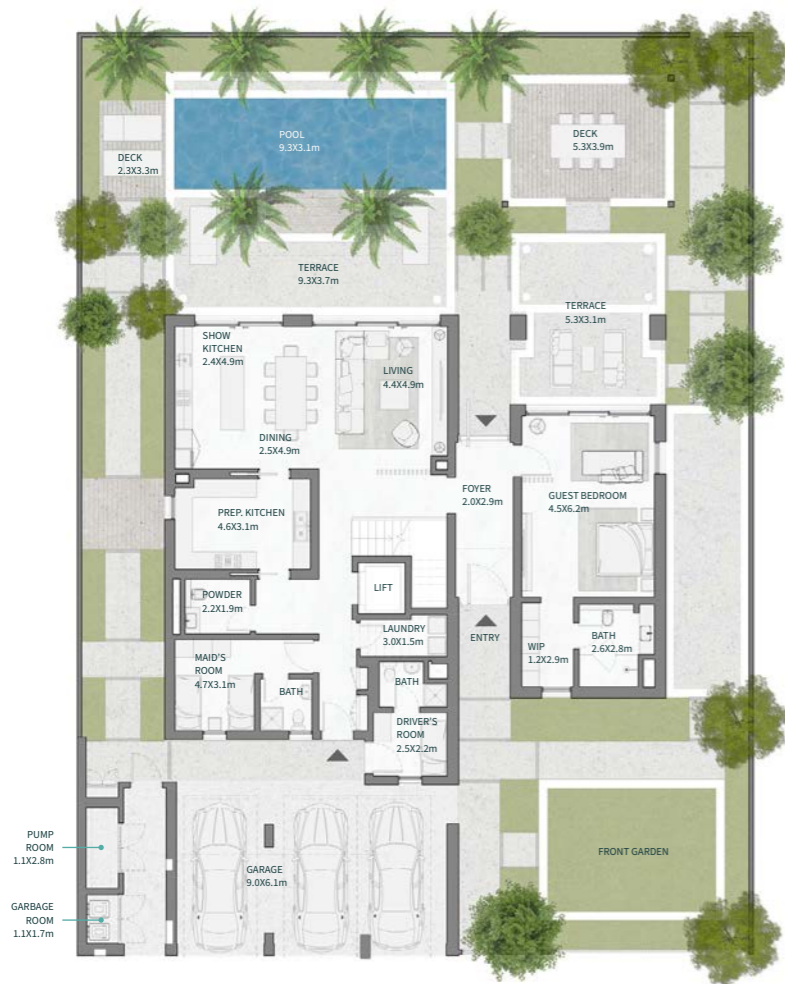 POOL
9.3X3.1m
DECK
5.3X3.9m
DECK
2.3X3.3m
TERRACE
9.3X3.7m
TERRACE
5.3X3.1m
SHOW
KITCHEN
2.4X4.9m
LIVING
4.4X4.9m
DINING
2.5X4.9m
FOYER
2.0X2.9m
GUEST BEDROOM
4.5X6.2m
PREP. KITCHEN
4.6X3.1m
LIFT
POWDER
2.2X1.9m
LAUNDRY
3.0X1.5m
ENTRY
WIP
1.2X2.9m
BATH
2.6X2.8m
MAID'S
ROOM
4.7X3.1m
BATH
BATH
DRIVER'S
ROOM
2.5X2.2m
PUMP
ROOM
1.1X2.8m
GARAGE
9.0X6.1m
FRONT GARDEN
GARBAGE
ROOM
1.1X1.7m